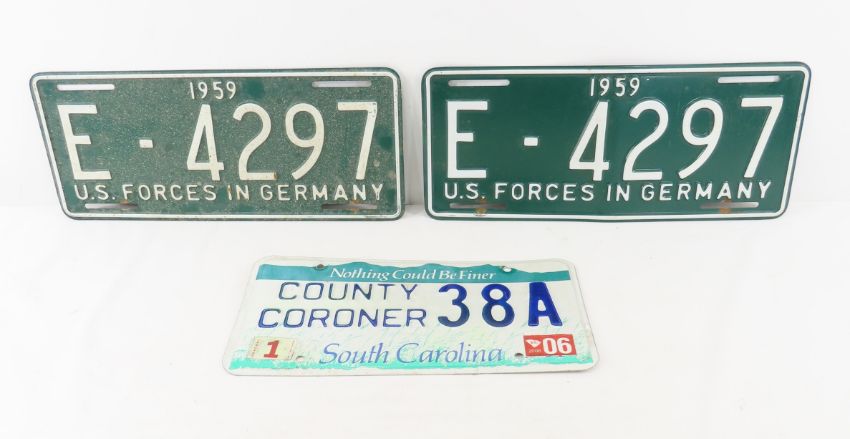 1959
E - 4297
U.S. FORCES IN GERMANY
1959
E - 4297
U.S. FORCES IN GERMANY
Nothing Could Be Finer
COUNTY
CORONER 38A
1 06
South Carolina